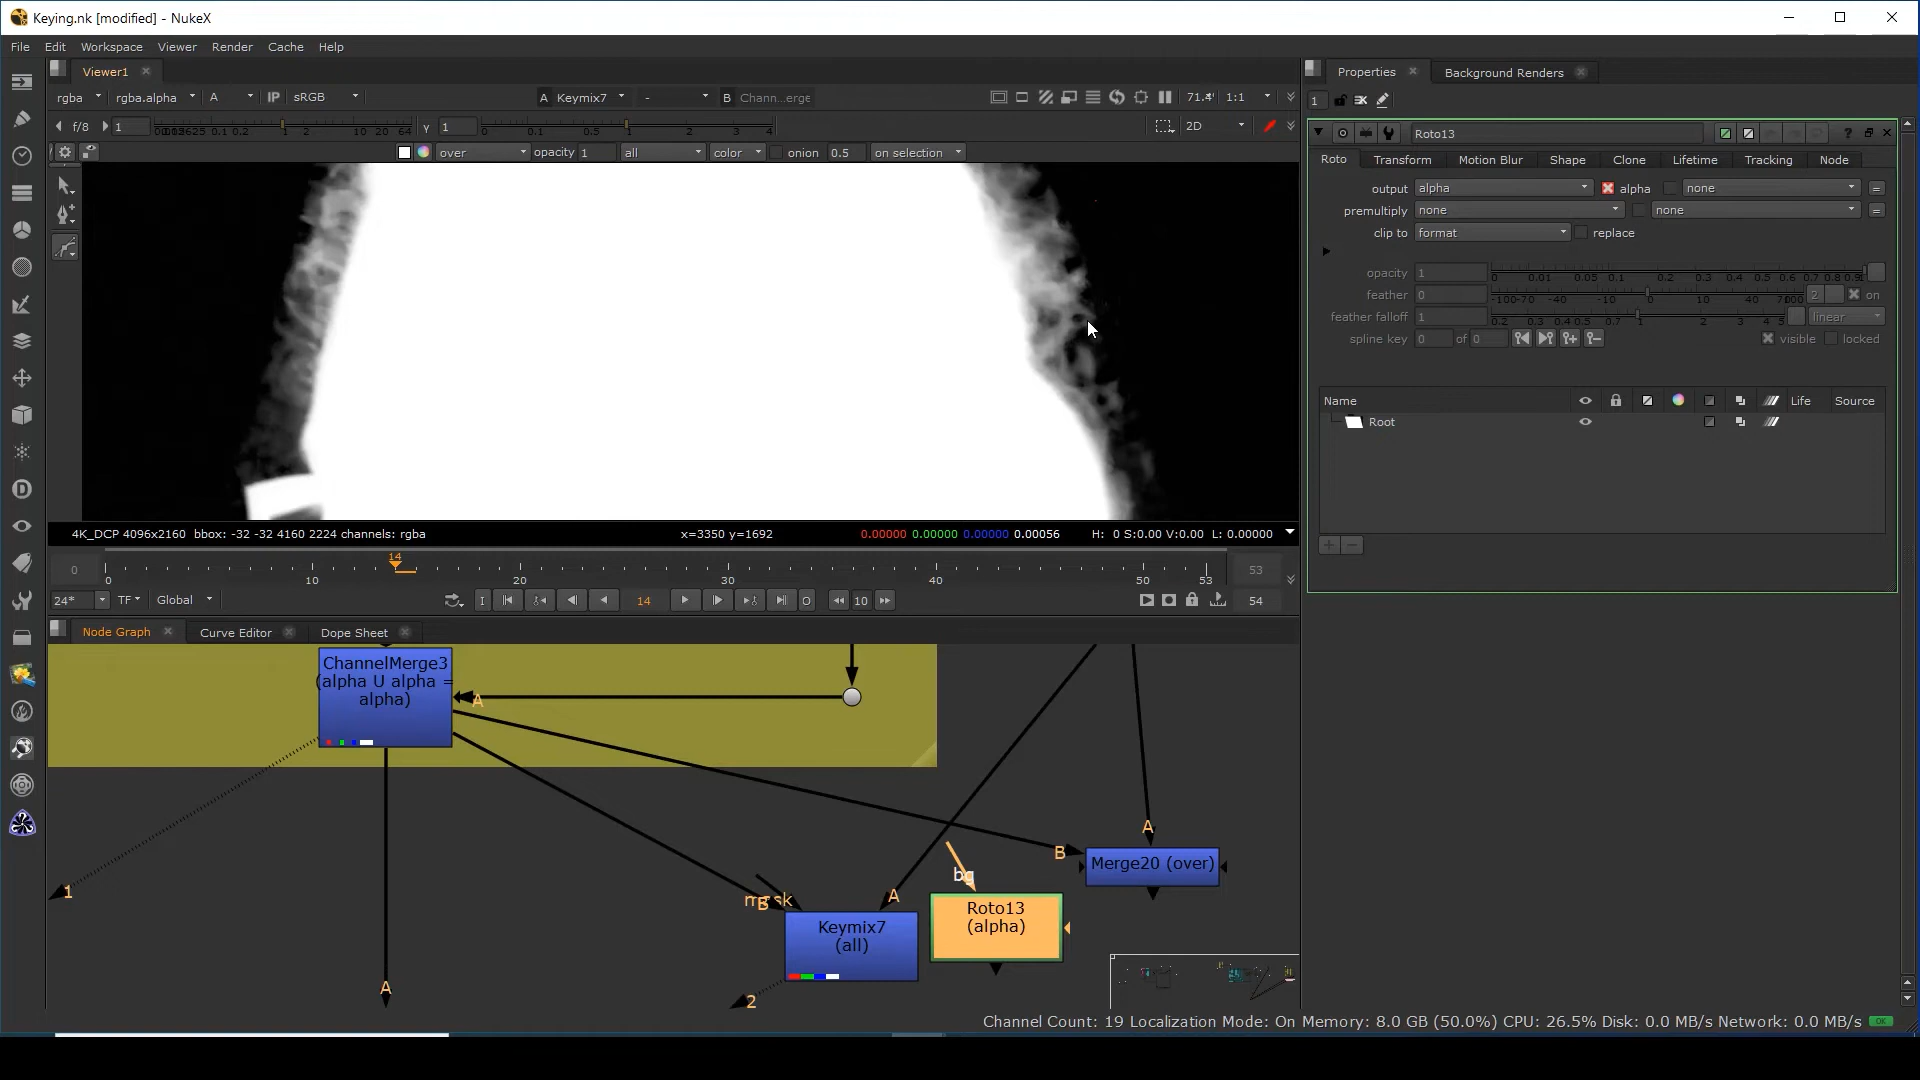 Keying.nk [modified] - NukeX
File Edit Workspace Viewer Render Cache Help
Viewer1
Properties
Background Renders
rgba rgba.alpha A IP sRGB A Keymix7 - B Chann...erge 1:1
1
f/8 1 y 1 2D
over opacity 1 all color onion 0.5 on selection
Roto13
Roto Transform Motion Blur Shape Clone Lifetime Tracking Node
output alpha alpha none =
premultiply none none =
clip to format replace
opacity 1
feather 0 on
feather falloff 1 linear
spline key 0 of 0 visible locked
Name Life Source
Root
4K_DCP 4096x2160 bbox: -32 -32 4160 2224 channels: rgba x=3350 y=1692 0.00000 0.00000 0.00000 0.00056 H: 0 S:0.00 V:0.00 L: 0.00000
14
0 0 10 20 30 40 50 53 53
24* TF Global I 14 O 10 54
Node Graph
Curve Editor
Dope Sheet
ChannelMerge3
(alpha U alpha =
alpha)
A
A
B
Merge20 (over)
1
bg
B
A
Roto13
(alpha)
Keymix7
(all)
A
2
Channel Count: 19 Localization Mode: On Memory: 8.0 GB (50.0%) CPU: 26.5% Disk: 0.0 MB/s Network: 0.0 MB/s OK